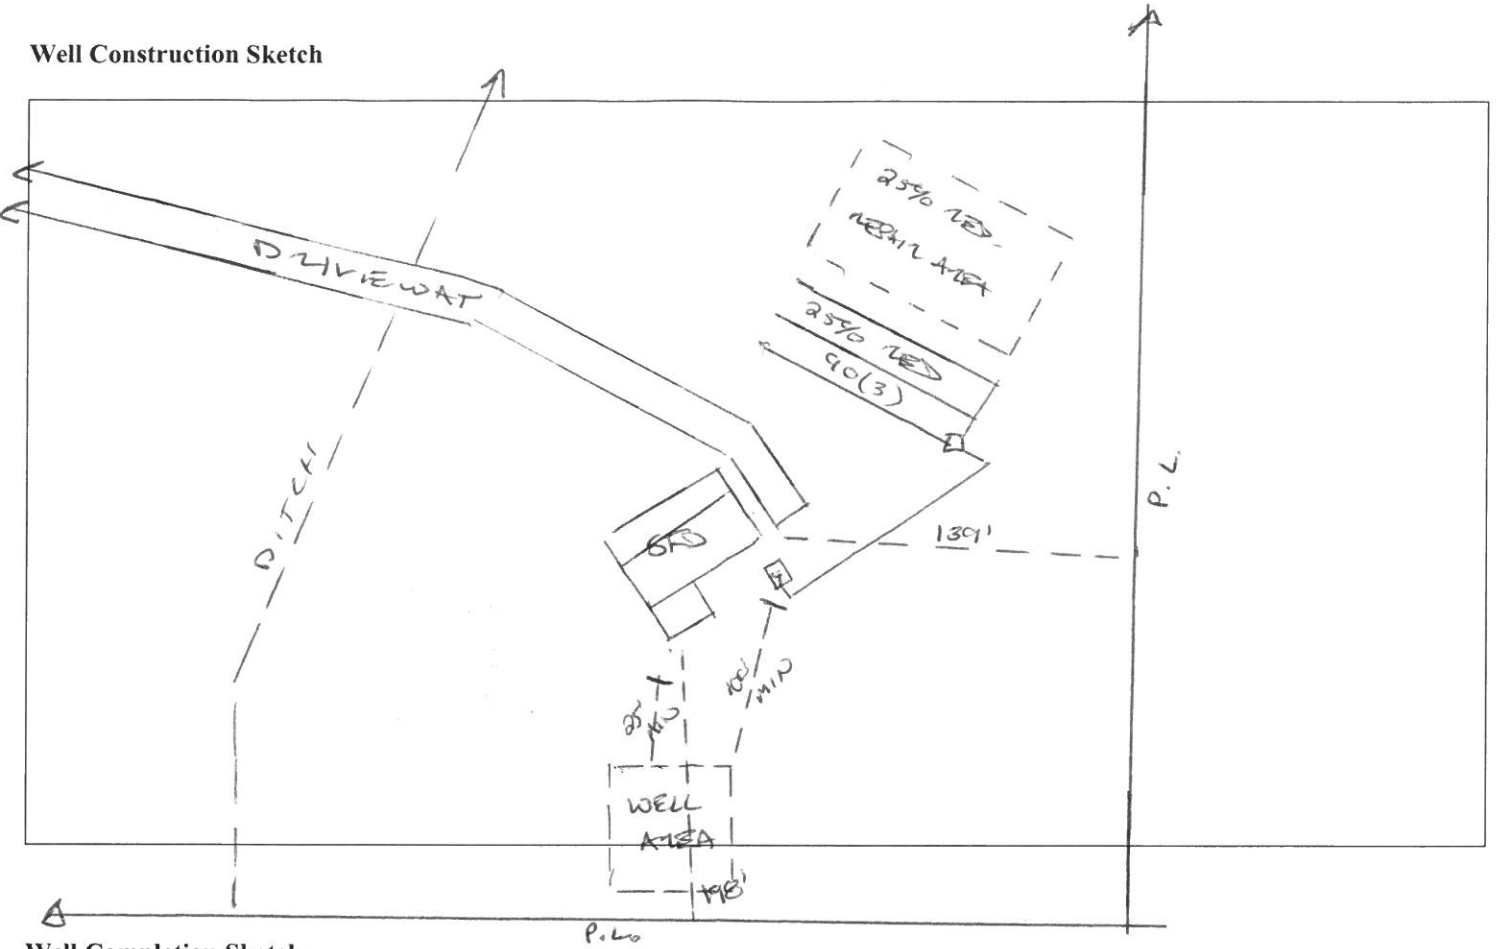 Well Construction Sketch
25% RED.
REPAIR AREA
DRIVEWAY
25% RED
90(3)
DITCH
P.L.
SFD
139'
100'
MIN
25'
WELL
AREA
198'
P.L.
Well Completion Sketch